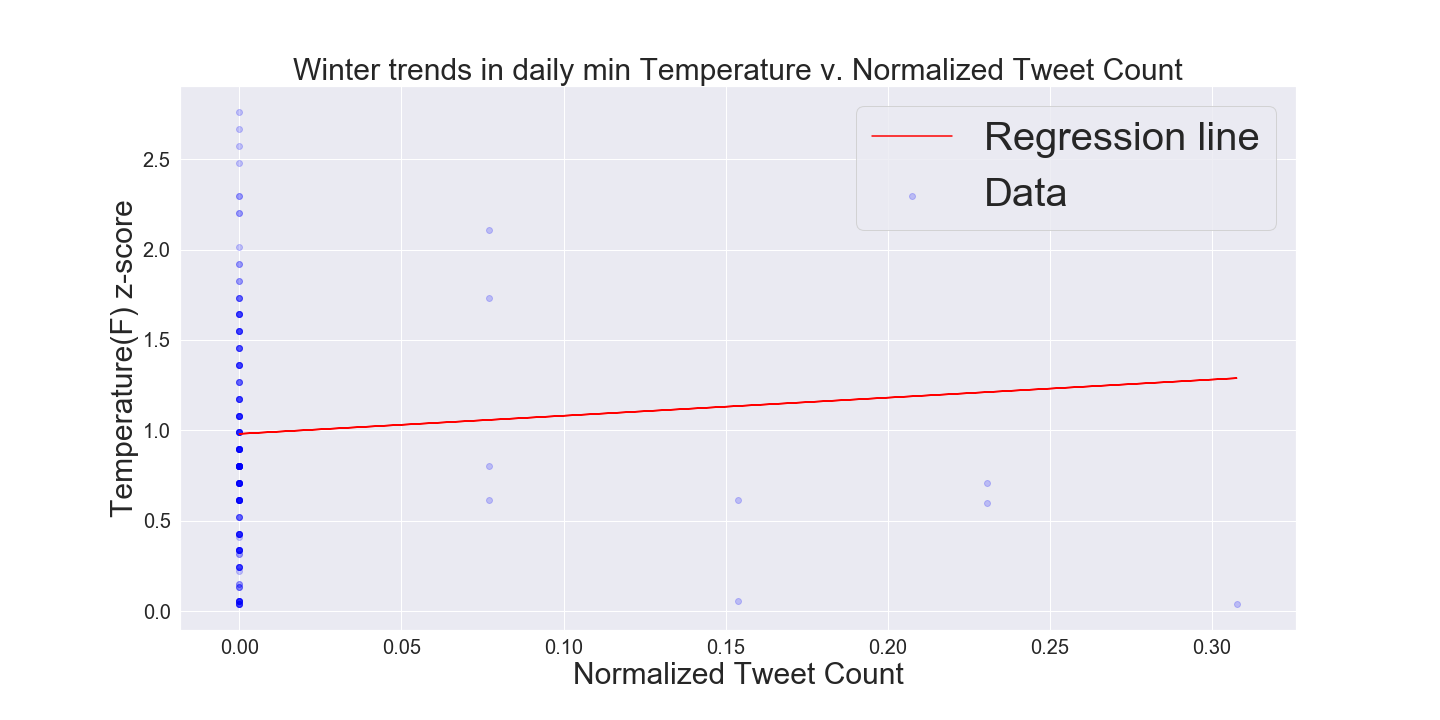 Winter trends in daily min Temperature v. Normalized Tweet Count
Regression line
Data
Temperature(F) z-score
2.5
2.0
1.5
1.0
0.5
0.0
0.00 0.05 0.10 0.15 0.20 0.25 0.30
Normalized Tweet Count